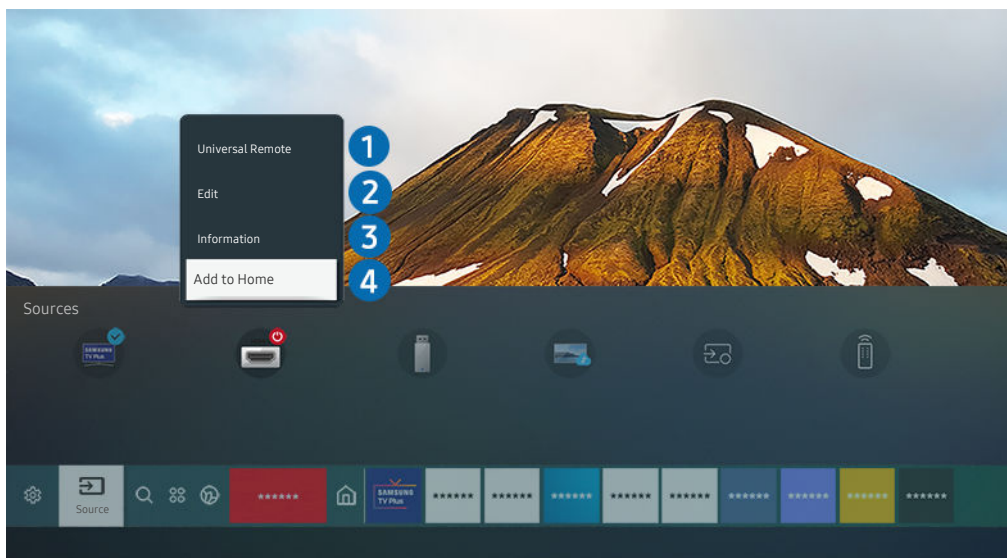 Universal Remote
1
Edit
2
Information
3
Add to Home
4
Sources
SAMSUNG
TV Plus
Source
******
SAMSUNG
TV Plus
******
******
******
******
******
******
******
******
******